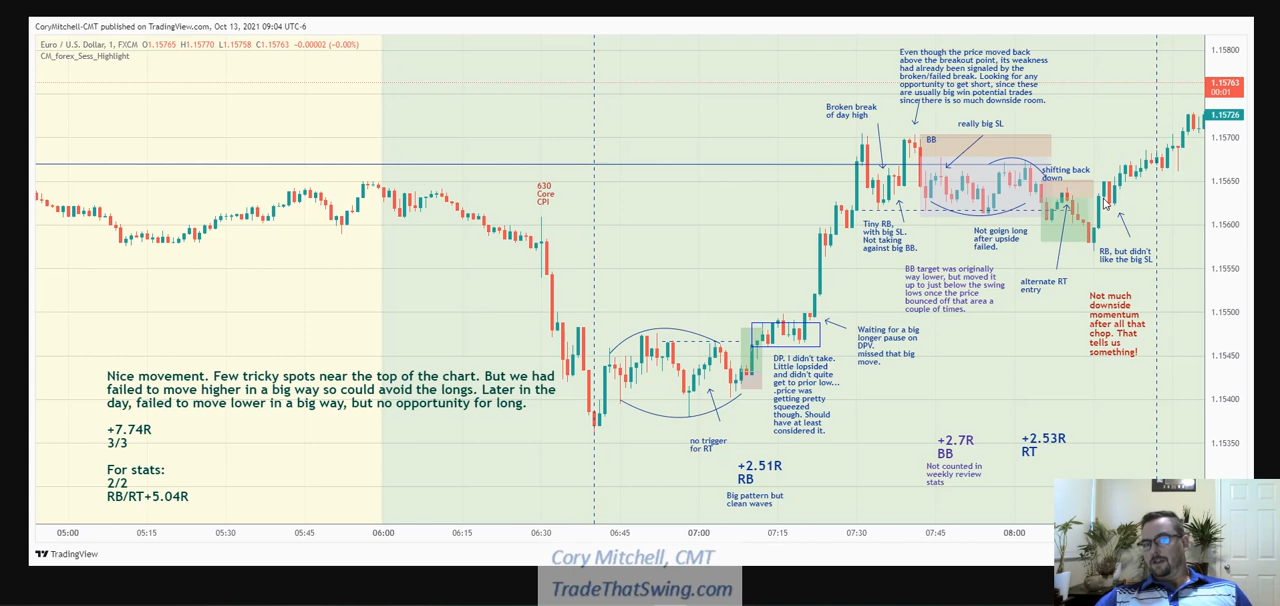 CoryMitchell-CMT published on TradingView.com, Oct 13, 2021 09:04 UTC-6
Euro / U.S. Dollar, 1, FXCM O1.15765 H1.15770 L1.15758 C1.15763 -0.00002 (-0.00%)
CM_forex_Sess_Highlight
Even though the price moved back
above the breakout point, its weakness
had already been signaled by the
broken/failed break. Looking for any
opportunity to get short, since these
are usually big win potential trades
since there is so much downside room.
Broken break
of day high
really big SL
BB
shifting back
down
630
Core
CPI
Tiny RB,
with big SL.
Not taking
against big BB.
Not goign long
after upside
failed.
RB, but didn't
like the big SL
BB target was originally
way lower, but moved it
up to just below the swing
lows once the price
bounced off that area a
couple of times.
alternate RT
entry
Not much
downside
momentum
after all that
chop. That
tells us
something!
Waiting for a big
longer pause on
DPV,
missed that big
move.
DP. I didn't take.
Little lopsided
and didn't quite
get to prior low...
.price was
getting pretty
squeezed
though. Should
have at least
considered it.
Nice movement. Few tricky spots near the top of the chart. But we had
failed to move higher in a big way so could avoid the longs. Later in the
day, failed to move lower in a big way, but no opportunity for long.
+7.74R
3/3
For stats:
2/2
RB/RT+5.04R
no trigger
for RT
+2.51R
RB
Big pattern but
clean waves
+2.7R
BB
Not counted in
weekly review
stats
+2.53R
RT
1.15800
1.15763
00:01
1.15726
1.15700
1.15650
1.15600
1.15550
1.15500
1.15450
1.15400
1.15350
05:00 05:15 05:30 05:45 06:00 06:15 06:30 06:45 07:00 07:15 07:30 07:45 08:00
TradingView
Cory Mitchell, CMT
TradeThatSwing.com